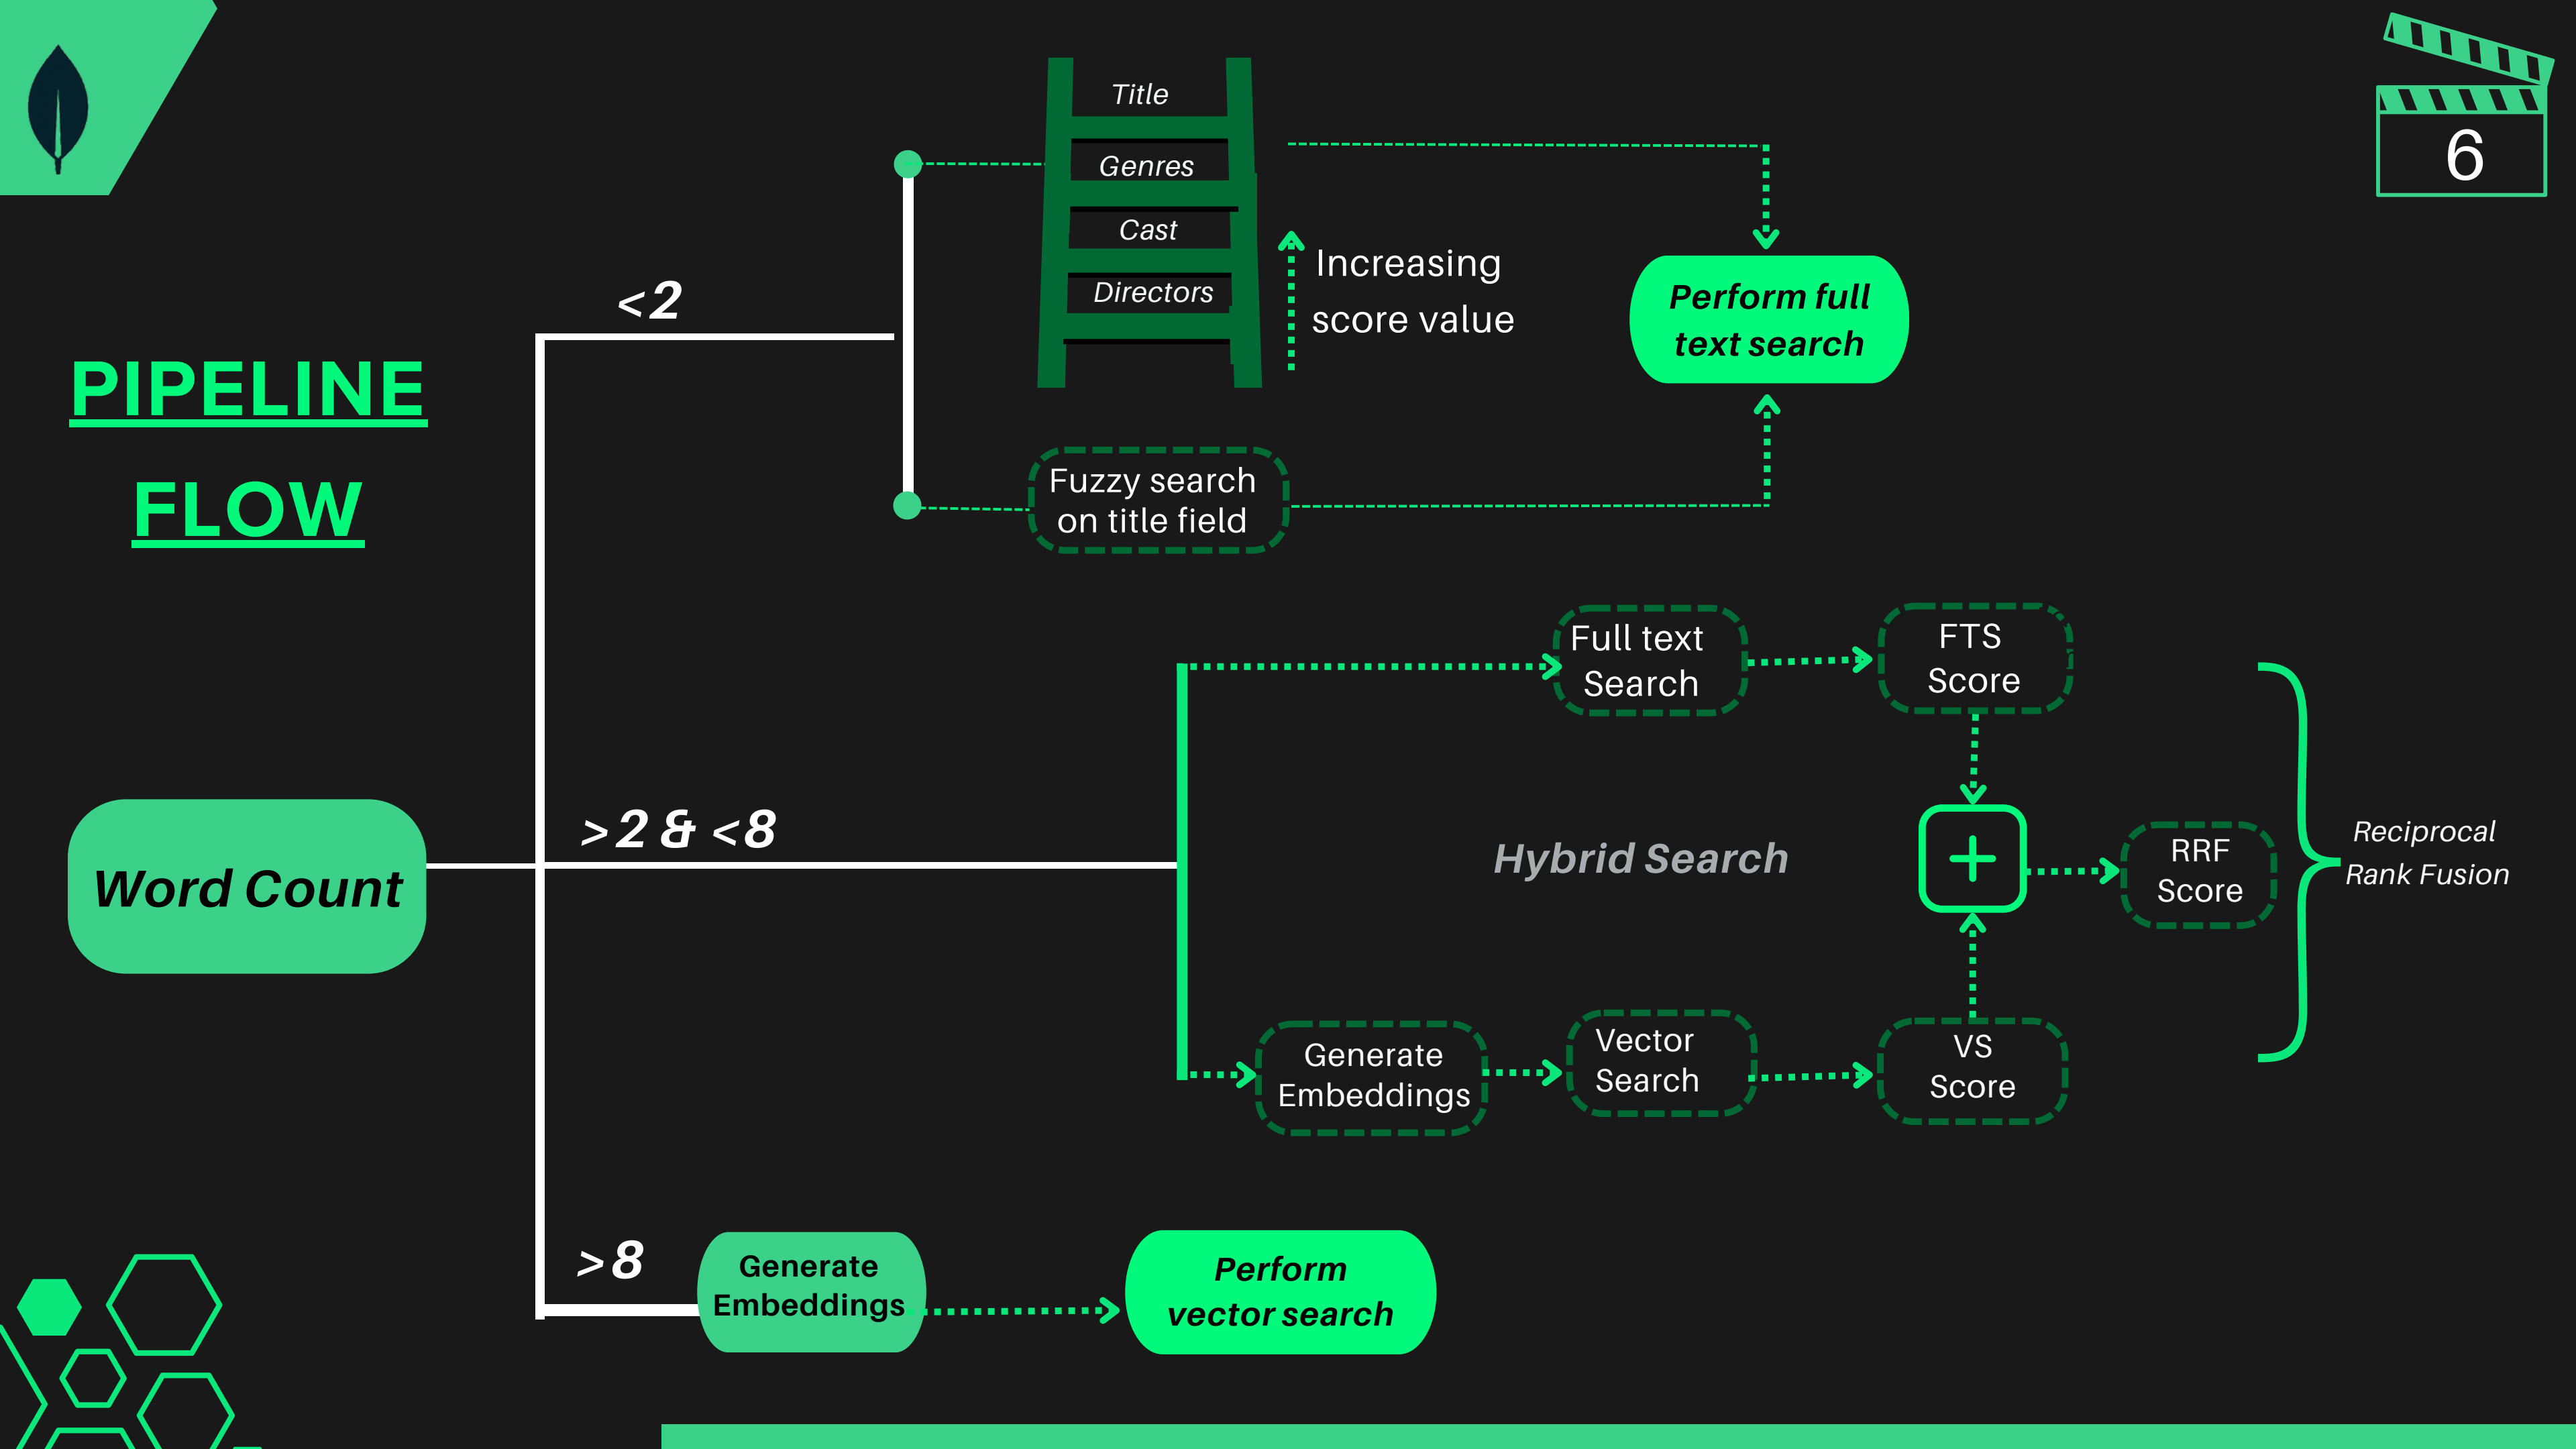 6
PIPELINE
FLOW
Word Count
<2
Title
Genres
Cast
Directors
Increasing
score value
Fuzzy search
on title field
Perform full
text search
>2 & <8
Full text
Search
FTS
Score
Hybrid Search
Generate
Embeddings
Vector
Search
VS
Score
+
RRF
Score
Reciprocal
Rank Fusion
>8
Generate
Embeddings
Perform
vector search